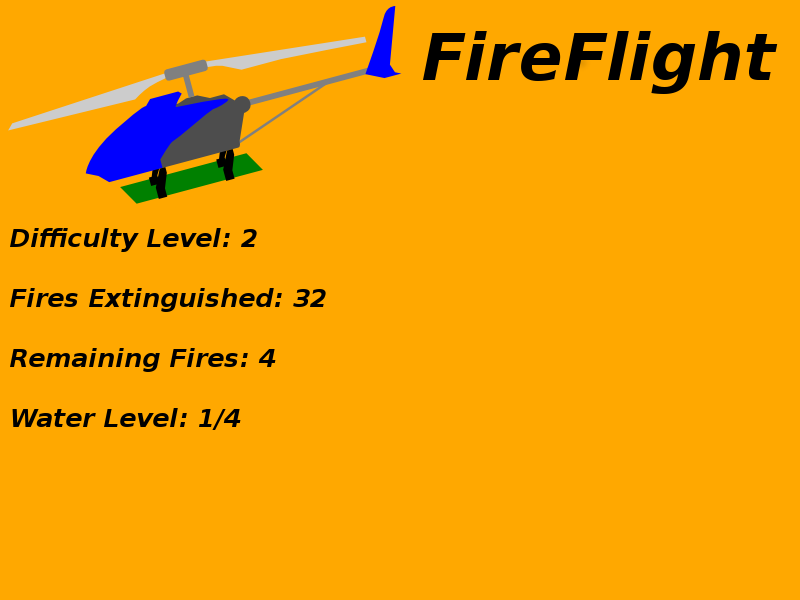 FireFlight
Difficulty Level: 2
Fires Extinguished: 32
Remaining Fires: 4
Water Level: 1/4